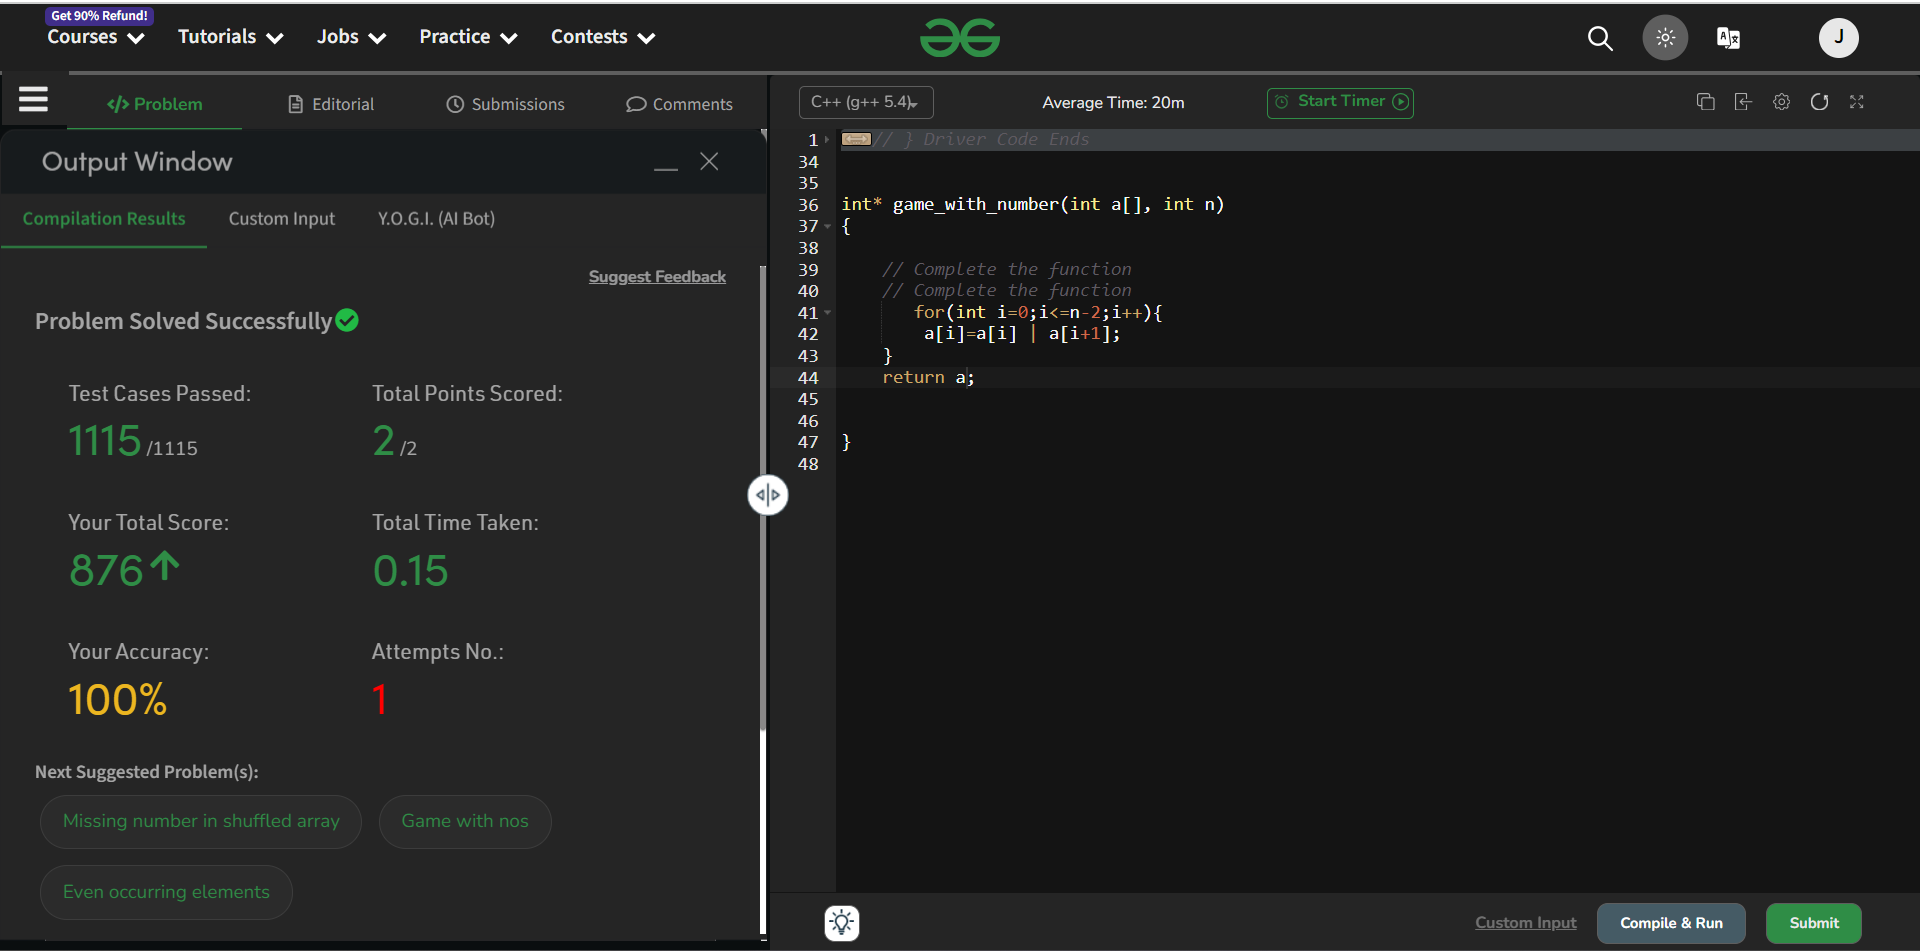 Get 90% Refund!
Courses Tutorials Jobs Practice Contests
J
Problem Editorial Submissions Comments
Output Window
Compilation Results Custom Input Y.O.G.I. (AI Bot)
Suggest Feedback
Problem Solved Successfully
Test Cases Passed: Total Points Scored:
1115 /1115 2 /2
Your Total Score: Total Time Taken:
876 0.15
Your Accuracy: Attempts No.:
100% 1
Next Suggested Problem(s):
Missing number in shuffled array Game with nos
Even occurring elements
C++ (g++ 5.4) Average Time: 20m Start Timer
1 // } Driver Code Ends
34
35
36 int* game_with_number(int a[], int n)
37 {
38
39 // Complete the function
40 // Complete the function
41 for(int i=0;i<=n-2;i++){
42 a[i]=a[i] | a[i+1];
43 }
44 return a;
45
46
47 }
48
Custom Input Compile & Run Submit